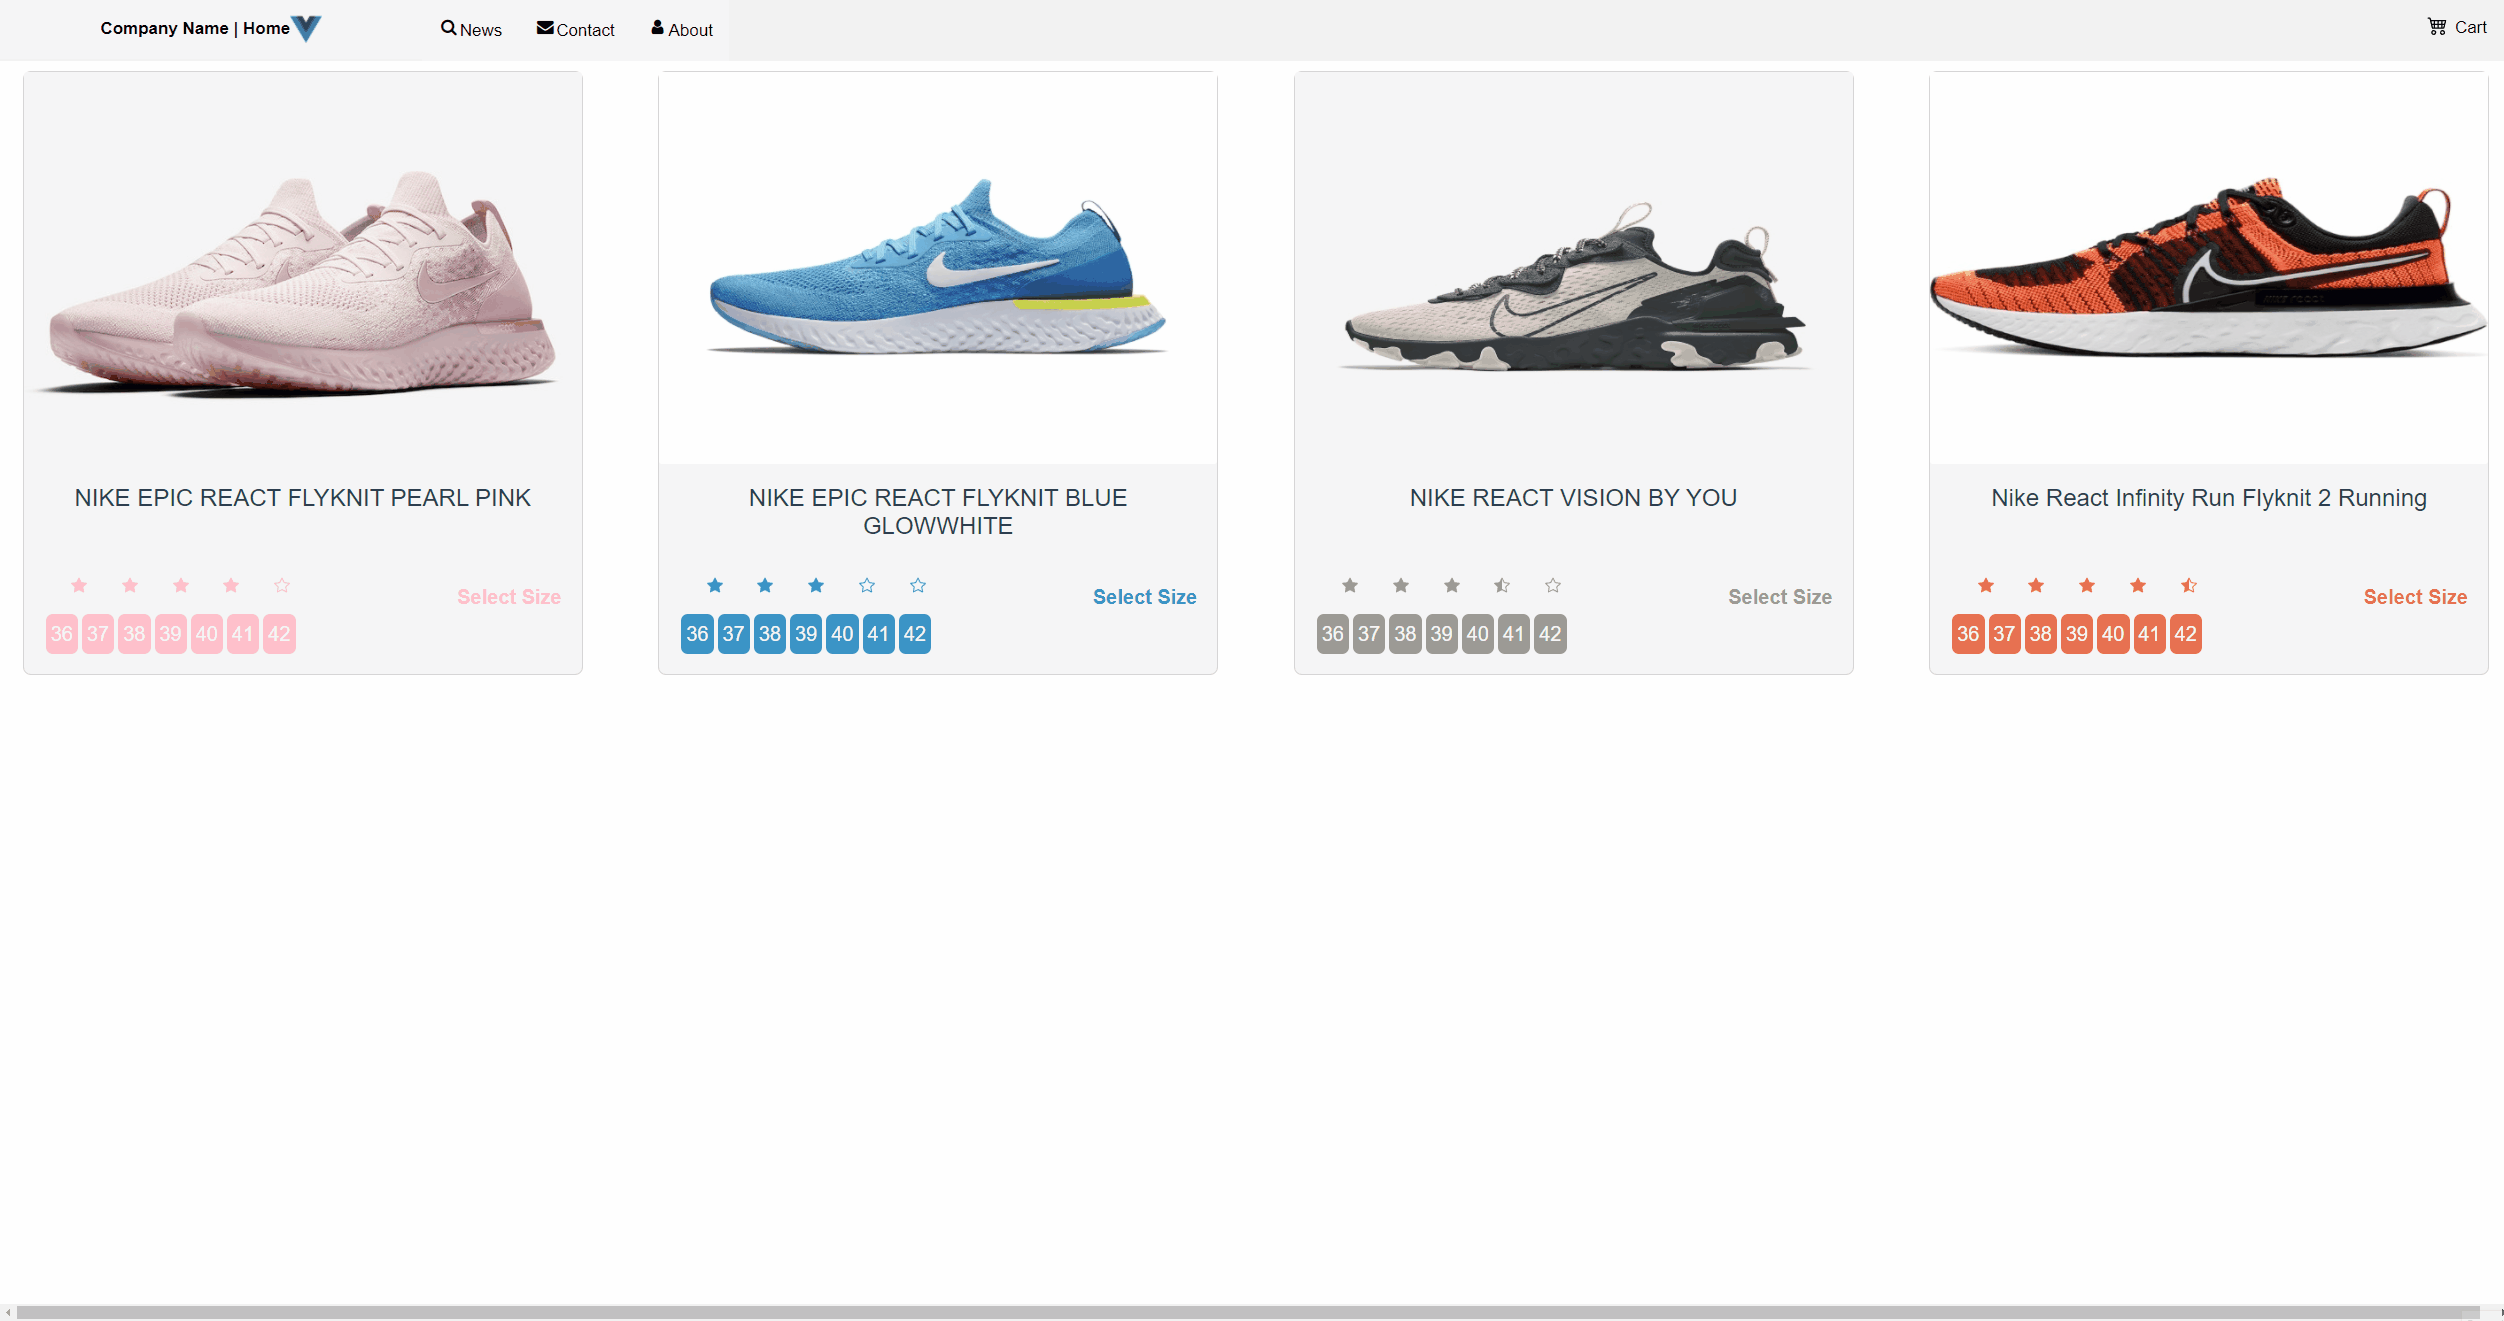 Company Name | Home
News
Contact
About
Cart
NIKE EPIC REACT FLYKNIT PEARL PINK
Select Size
36 37 38 39 40 41 42
NIKE EPIC REACT FLYKNIT BLUE
GLOWWHITE
Select Size
36 37 38 39 40 41 42
NIKE REACT VISION BY YOU
Select Size
36 37 38 39 40 41 42
Nike React Infinity Run Flyknit 2 Running
Select Size
36 37 38 39 40 41 42